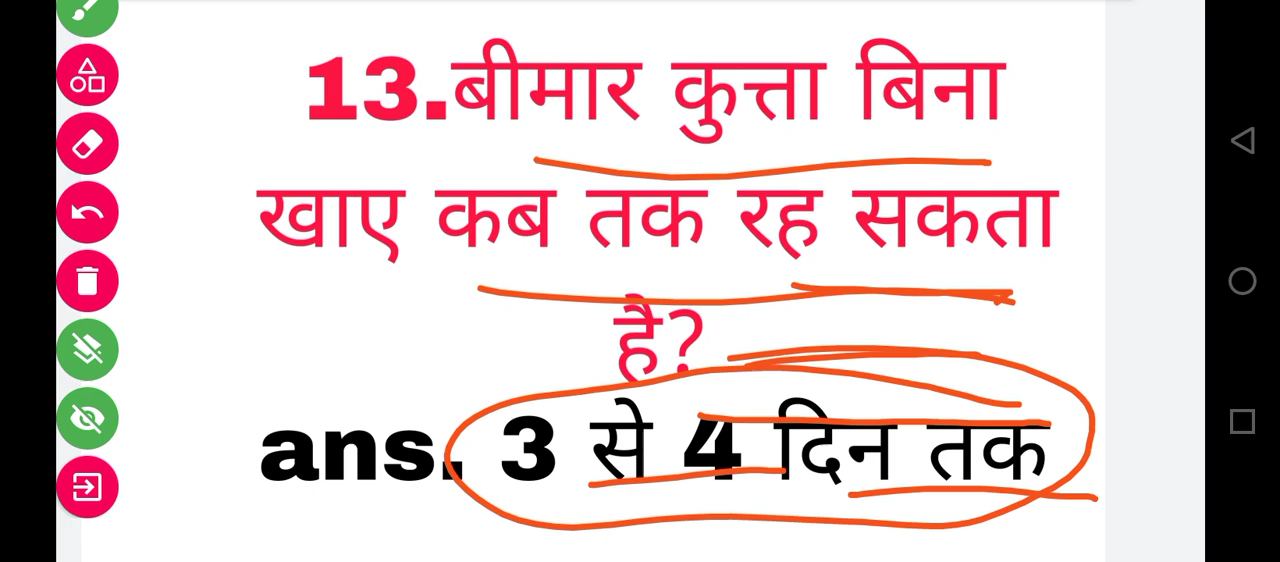 13.बीमार कुत्ता बिना
खाए कब तक रह सकता
है?
ans. 3 से 4 दिन तक